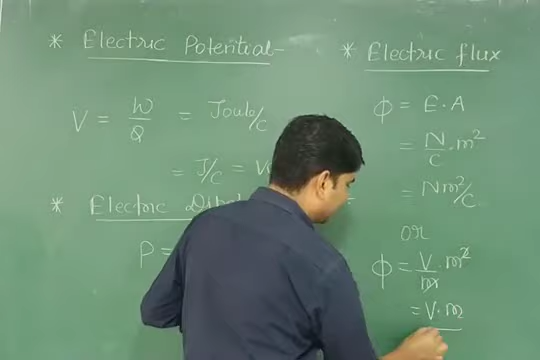 * Electric Potential-
V = W/Q = Joule/C
= J/C =
* Electric
P =
* Electric flux
Φ = E·A
= N/C · m²
= Nm²/C
or
Φ = V/m · m²
= V·m